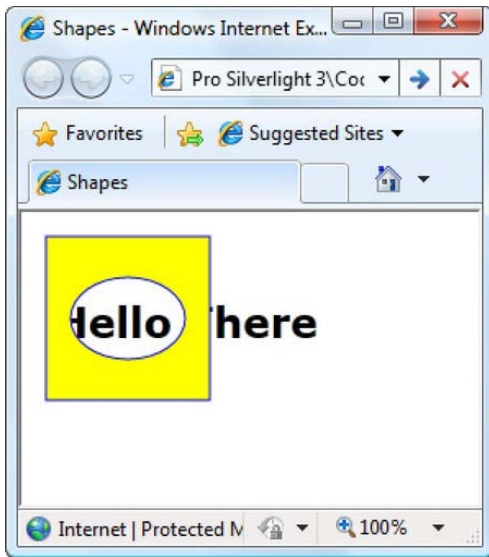 Shapes - Windows Internet Ex...
Pro Silverlight 3\Coc
Favorites Suggested Sites
Shapes
Hello There
Internet | Protected M 100%